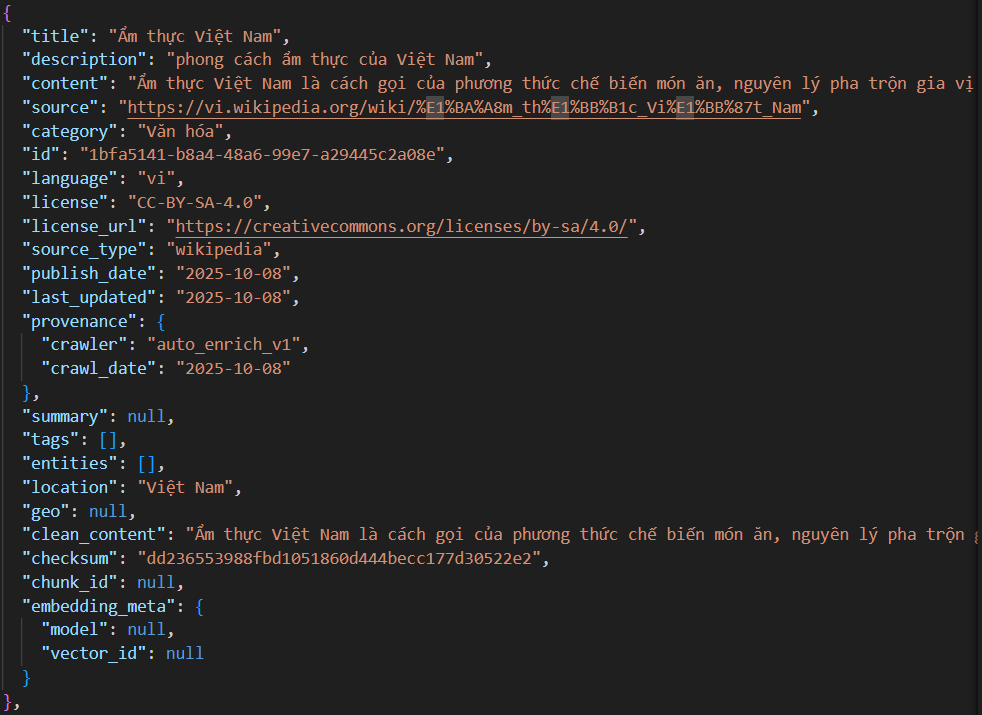 {
"title": "Ẩm thực Việt Nam",
"description": "phong cách ẩm thực của Việt Nam",
"content": "Ẩm thực Việt Nam là cách gọi của phương thức chế biến món ăn, nguyên lý pha trộn gia vị
"source": "https://vi.wikipedia.org/wiki/%E1%BA%A8m_th%E1%BB%B1c_Vi%E1%BB%87t_Nam",
"category": "Văn hóa",
"id": "1bfa5141-b8a4-48a6-99e7-a29445c2a08e",
"language": "vi",
"license": "CC-BY-SA-4.0",
"license_url": "https://creativecommons.org/licenses/by-sa/4.0/",
"source_type": "wikipedia",
"publish_date": "2025-10-08",
"last_updated": "2025-10-08",
"provenance": {
"crawler": "auto_enrich_v1",
"crawl_date": "2025-10-08"
},
"summary": null,
"tags": [],
"entities": [],
"location": "Việt Nam",
"geo": null,
"clean_content": "Ẩm thực Việt Nam là cách gọi của phương thức chế biến món ăn, nguyên lý pha trộn
"checksum": "dd236553988fbd1051860d444becc177d30522e2",
"chunk_id": null,
"embedding_meta": {
"model": null,
"vector_id": null
}
},